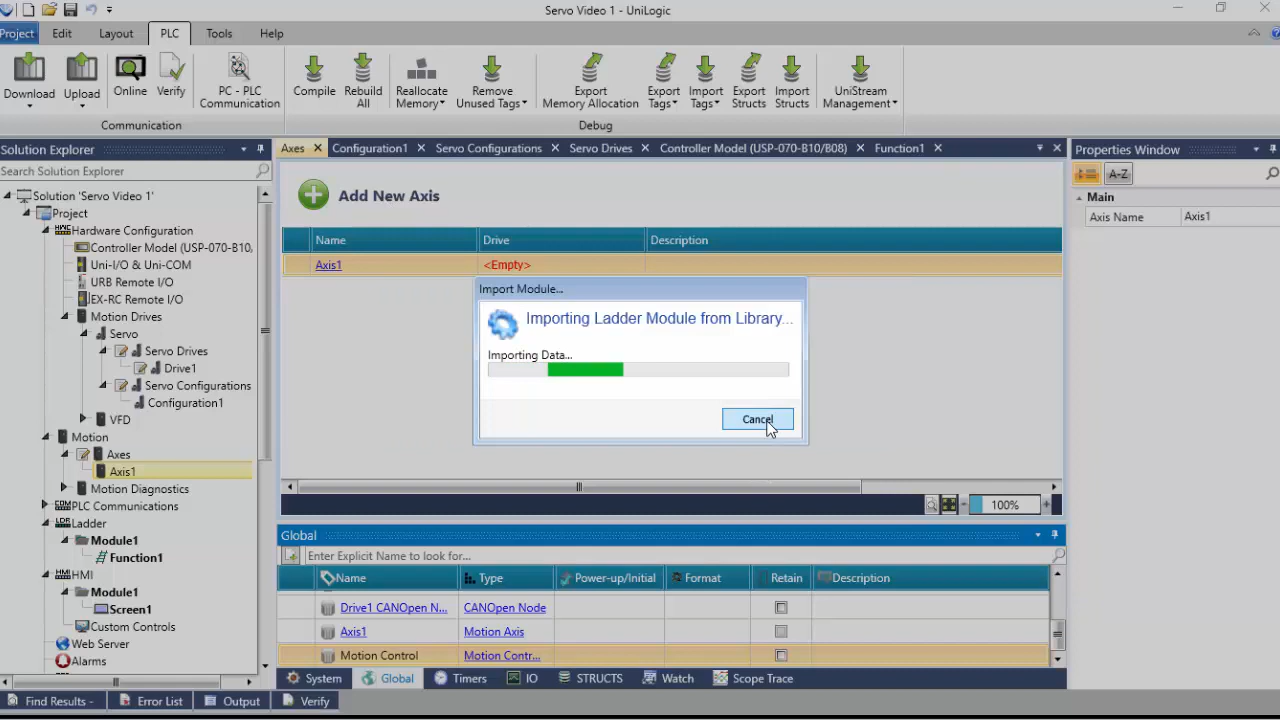 Servo Video 1 - UniLogic
Project Edit Layout PLC Tools Help
Download Upload Online Verify PC - PLC Communication Compile Rebuild All Reallocate Memory Remove Unused Tags Export Memory Allocation Export Tags Import Tags Export Structs Import Structs UniStream Management
Communication Debug
Solution Explorer
Search Solution Explorer
Solution 'Servo Video 1'
Project
Hardware Configuration
Controller Model (USP-070-B10,
Uni-I/O & Uni-COM
URB Remote I/O
EX-RC Remote I/O
Motion Drives
Servo
Servo Drives
Drive1
Servo Configurations
Configuration1
VFD
Motion
Axes
Axis1
Motion Diagnostics
PLC Communications
Ladder
Module1
Function1
HMI
Module1
Screen1
Custom Controls
Web Server
Alarms
Axes Configuration1 Servo Configurations Servo Drives Controller Model (USP-070-B10/B08) Function1
Add New Axis
Name Drive Description
Axis1 <Empty>
Import Module...
Importing Ladder Module from Library...
Importing Data...
Cancel
100%
Global
Enter Explicit Name to look for...
Name Type Power-up/Initial Format Retain Description
Drive1 CANOpen N... CANOpen Node
Axis1 Motion Axis
Motion Control Motion Contr...
System Global Timers IO STRUCTS Watch Scope Trace
Properties Window
A-Z
Main
Axis Name Axis1
Find Results - Error List Output Verify